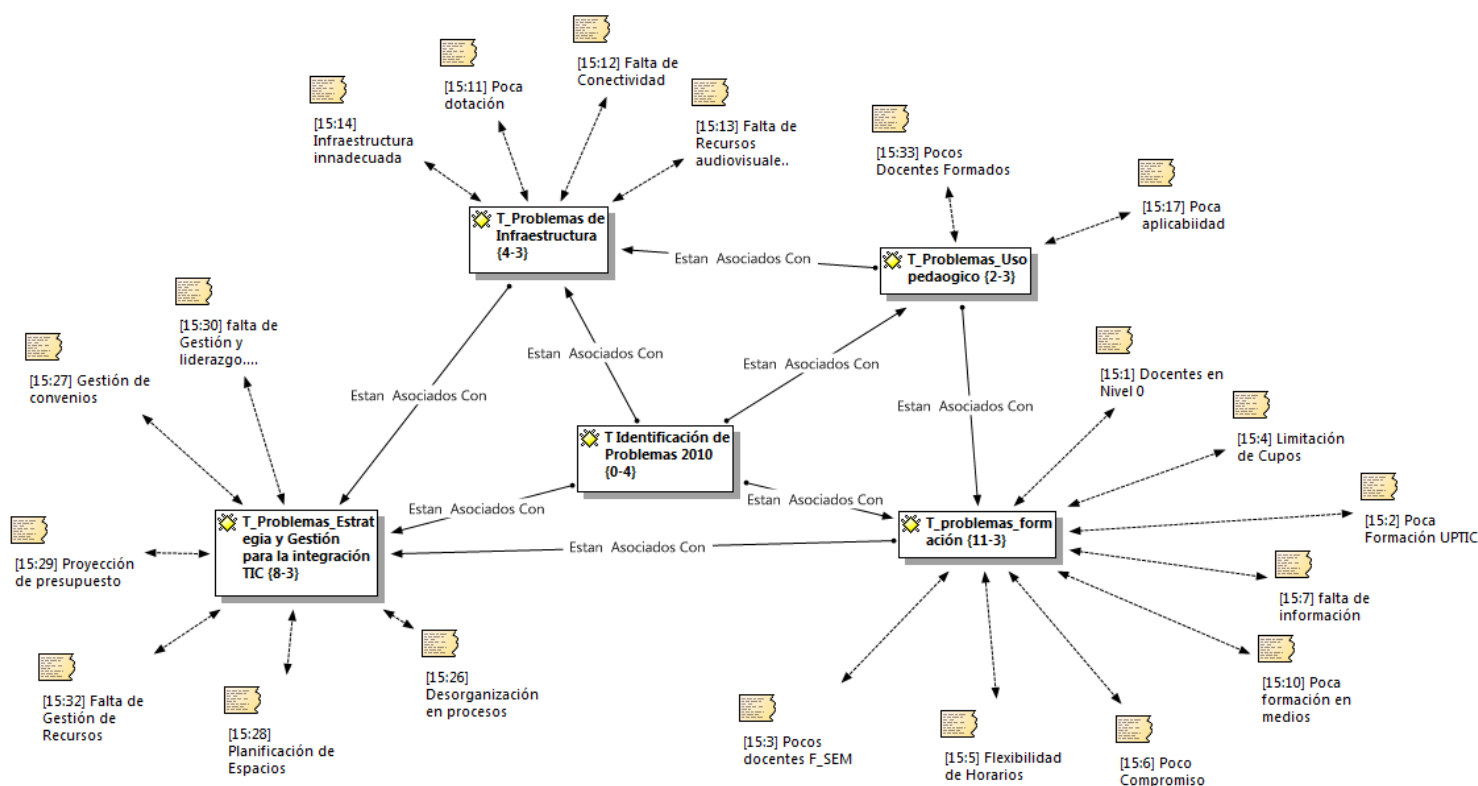 [15:12] Falta de
Conectividad
[15:11] Poca
dotación
[15:14]
Infraestructura
innadecuada
[15:13] Falta de
Recursos
audiovisuale..
[15:33] Pocos
Docentes Formados
[15:17] Poca
aplicabiidad
T_Problemas de
Infraestructura
{4-3}
Estan Asociados Con
T_Problemas_Uso
pedaogico {2-3}
[15:30] falta de
Gestión y
liderazgo....
[15:27] Gestión de
convenios
Estan Asociados Con
Estan Asociados Con
Estan Asociados Con
Estan Asociados Con
[15:1] Docentes en
Nivel 0
[15:4] Limitación
de Cupos
T Identificación de
Problemas 2010
{0-4}
Estan Asociados Con
Estan Asociados Con
T_Problemas_Estrat
egia y Gestión
para la integración
TIC {8-3}
Estan Asociados Con
T_problemas_form
ación {11-3}
[15:2] Poca
Formación UPTIC
[15:29] Proyección
de presupuesto
[15:7] falta de
información
[15:32] Falta de
Gestión de
Recursos
[15:28]
Planificación de
Espacios
[15:26]
Desorganización
en procesos
[15:10] Poca
formación en
medios
[15:3] Pocos
docentes F_SEM
[15:5] Flexibilidad
de Horarios
[15:6] Poco
Compromiso